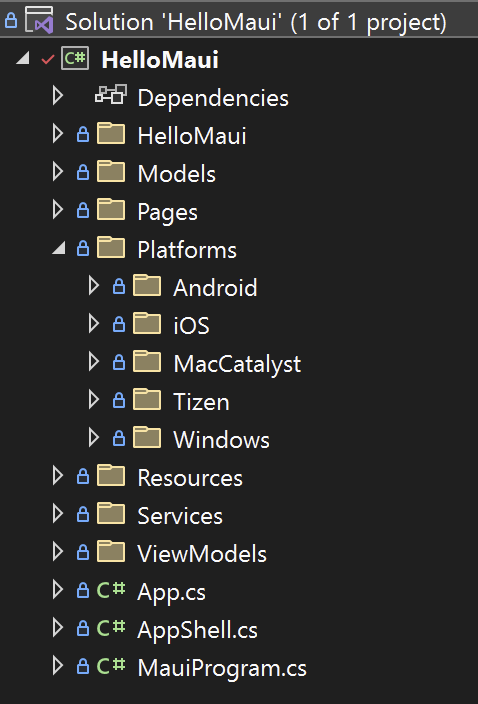 Solution 'HelloMaui' (1 of 1 project)
C# HelloMaui
Dependencies
HelloMaui
Models
Pages
Platforms
Android
iOS
MacCatalyst
Tizen
Windows
Resources
Services
ViewModels
C# App.cs
C# AppShell.cs
C# MauiProgram.cs